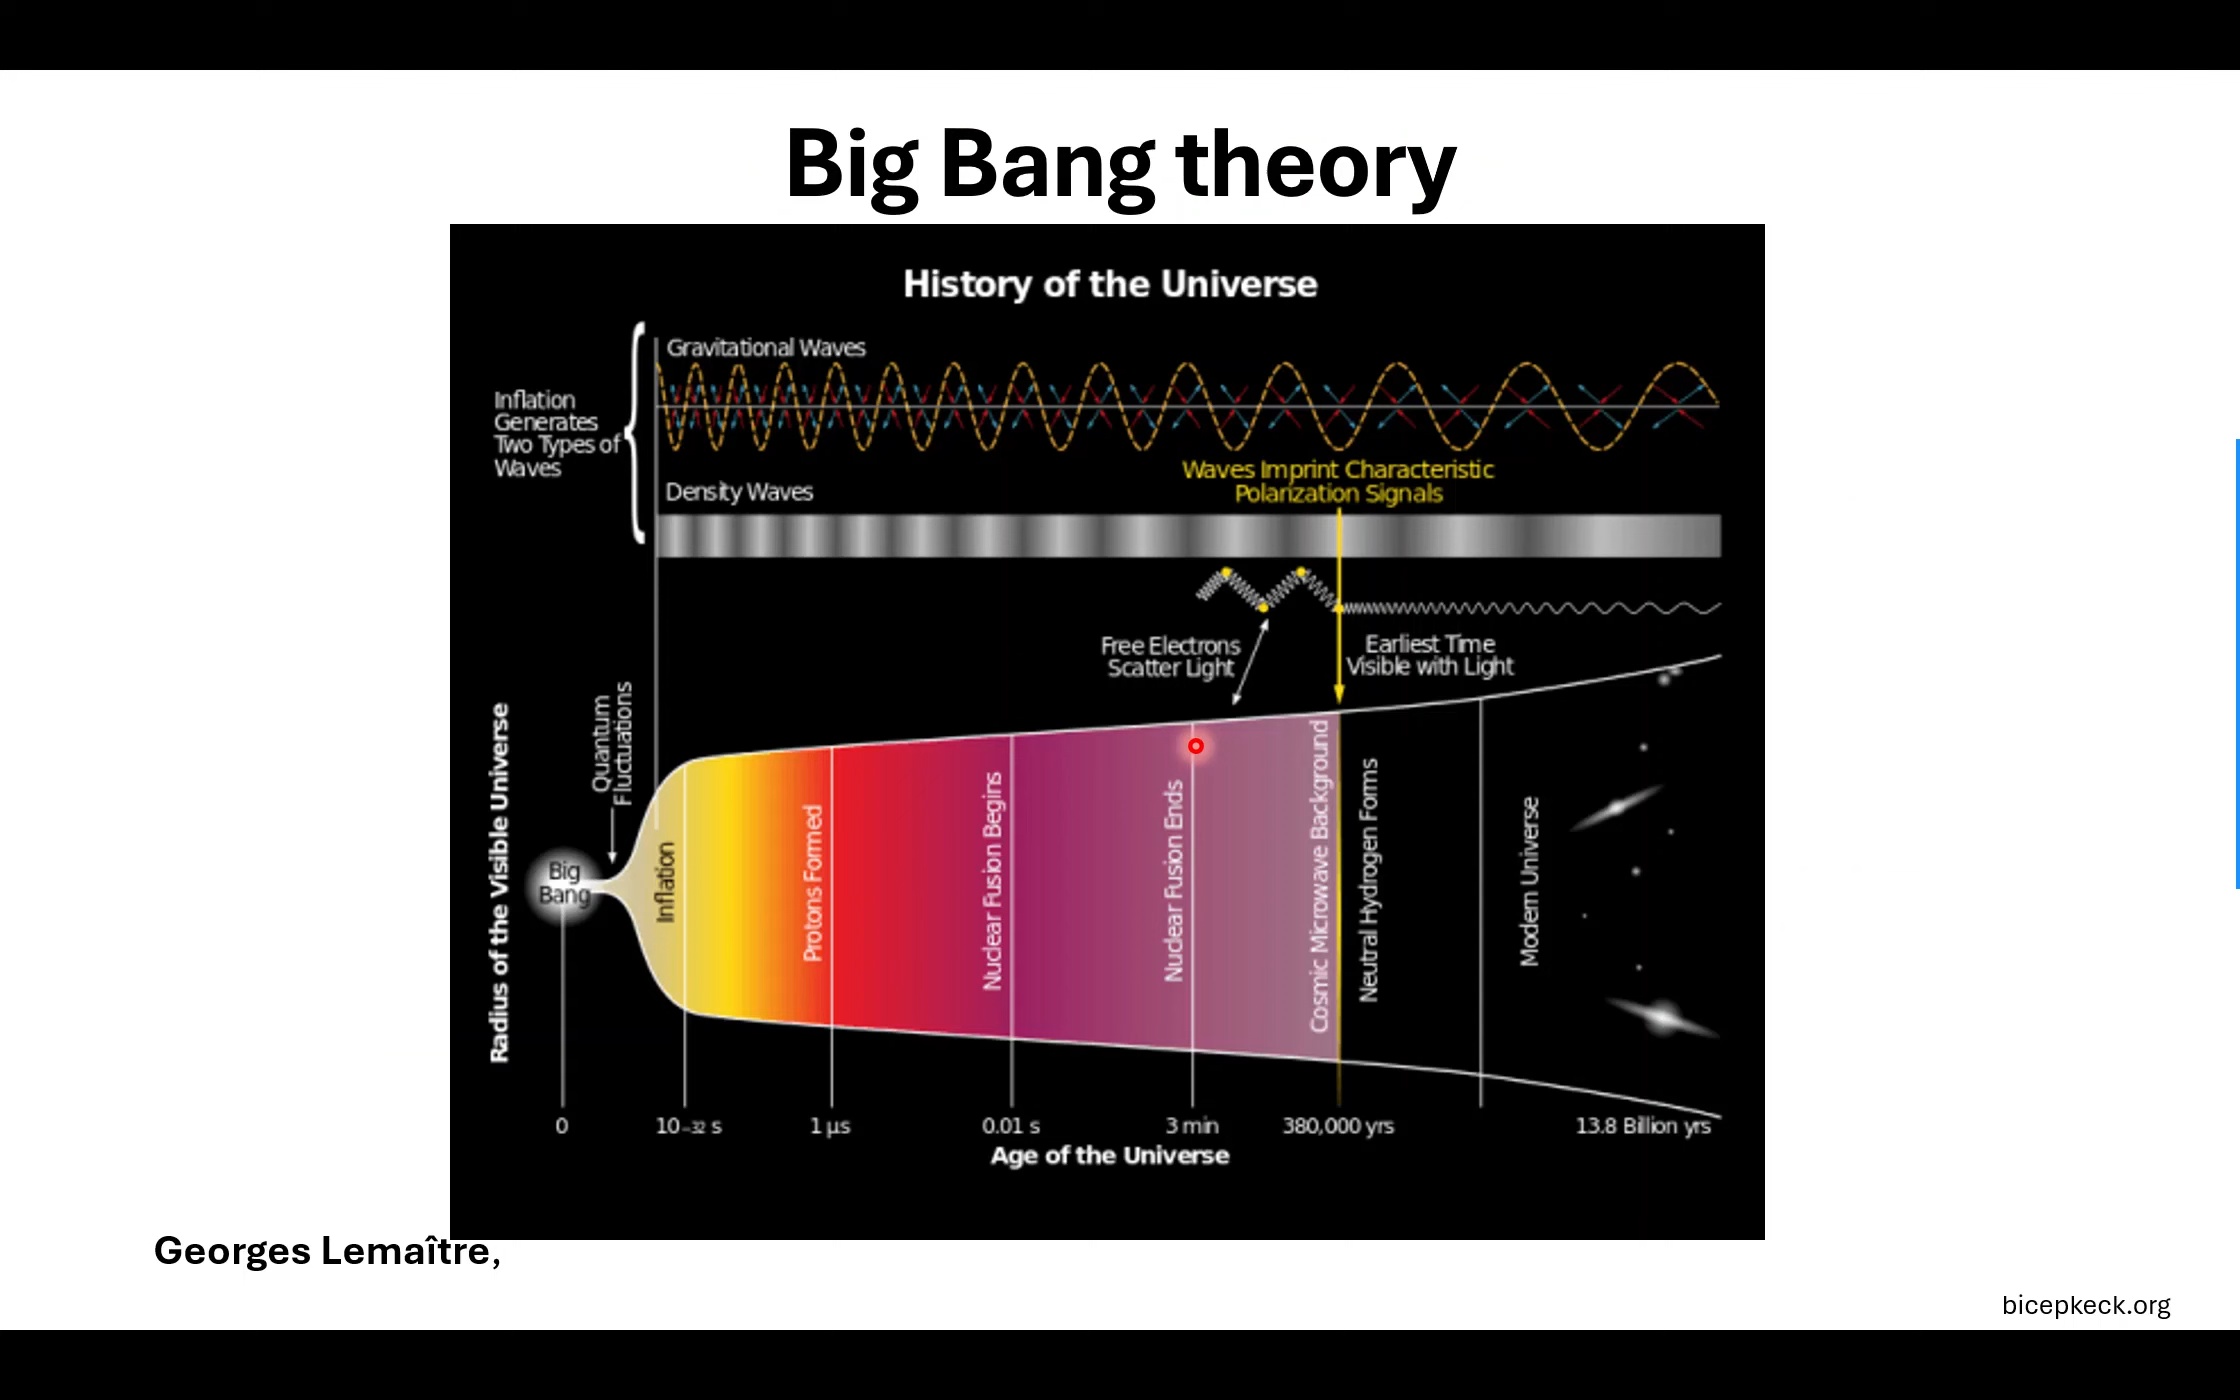 Big Bang theory
History of the Universe
Gravitational Waves
Inflation
Generates
Two Types of
Waves
Waves Imprint Characteristic
Polarization Signals
Density Waves
Free Electrons
Scatter Light
Earliest Time
Visible with Light
Radius of the Visible Universe
Quantum
Fluctuations
Big
Bang
Inflation
Protons Formed
Nuclear Fusion Begins
Nuclear Fusion Ends
Cosmic Microwave Background
Neutral Hydrogen Forms
Modern Universe
0
10⁻³² s
1 µs
0.01 s
3 min
380,000 yrs
13.8 Billion yrs
Age of the Universe
Georges Lemaître,
bicepkeck.org